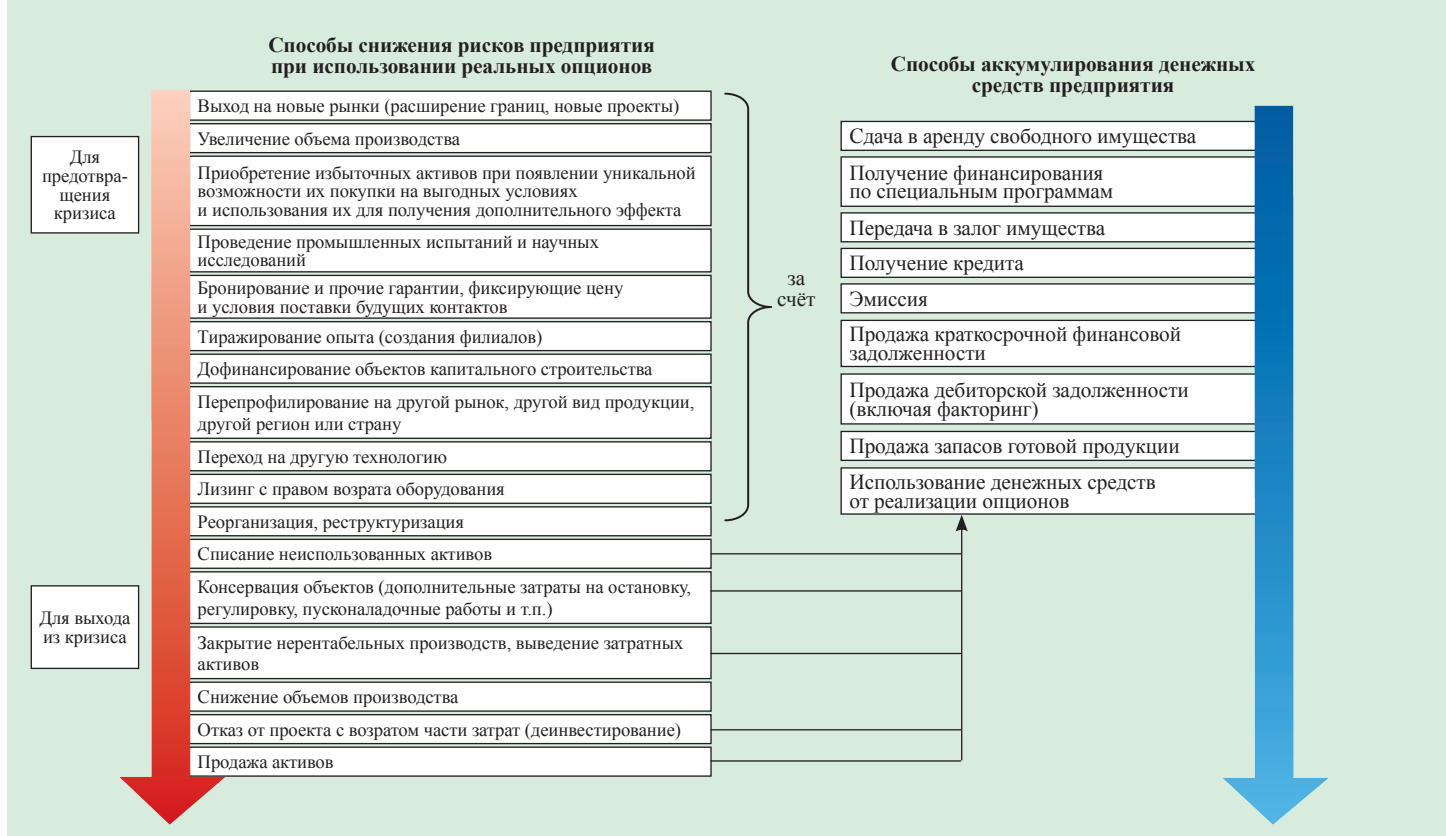 Способы снижения рисков предприятия
при использовании реальных опционов
Для
предотвра-
щения
кризиса
Для выхода
из кризиса
Выход на новые рынки (расширение границ, новые проекты)
Увеличение объема производства
Приобретение избыточных активов при появлении уникальной
возможности их покупки на выгодных условиях
и использования их для получения дополнительного эффекта
Проведение промышленных испытаний и научных
исследований
Бронирование и прочие гарантии, фиксирующие цену
и условия поставки будущих контактов
Тиражирование опыта (создания филиалов)
Дофинансирование объектов капитального строительства
Перепрофилирование на другой рынок, другой вид продукции,
другой регион или страну
Переход на другую технологию
Лизинг с правом возрата оборудования
Реорганизация, реструктуризация
Списание неиспользованных активов
Консервация объектов (дополнительные затраты на остановку,
регулировку, пусконаладочные работы и т.п.)
Закрытие нерентабельных производств, выведение затратных
активов
Снижение объемов производства
Отказ от проекта с возратом части затрат (деинвестирование)
Продажа активов
за
счёт
Способы аккумулирования денежных
средств предприятия
Сдача в аренду свободного имущества
Получение финансирования
по специальным программам
Передача в залог имущества
Получение кредита
Эмиссия
Продажа краткосрочной финансовой
задолженности
Продажа дебиторской задолженности
(включая факторинг)
Продажа запасов готовой продукции
Использование денежных средств
от реализации опционов